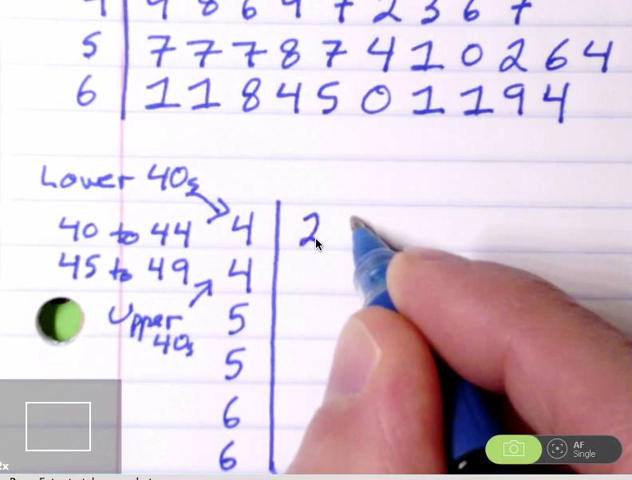 5 7 7 7 8 7 4 1 0 2 6 4
6 1 1 8 4 5 0 1 1 9 4
Lower 40s
40 to 44 4 2
45 to 49 4
Upper 40s
5
5
6
6
AF
Single